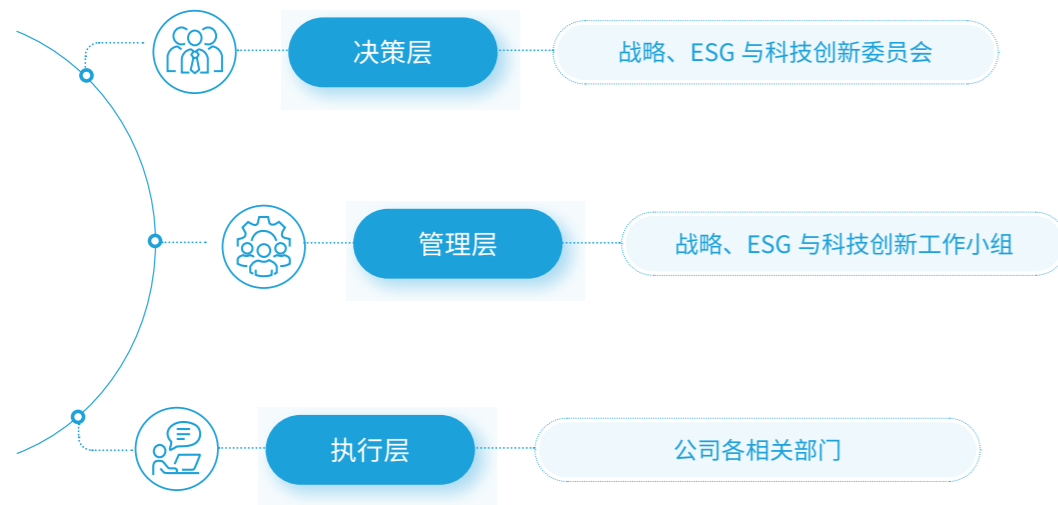 决策层
战略、ESG 与科技创新委员会
管理层
战略、ESG 与科技创新工作小组
执行层
公司各相关部门